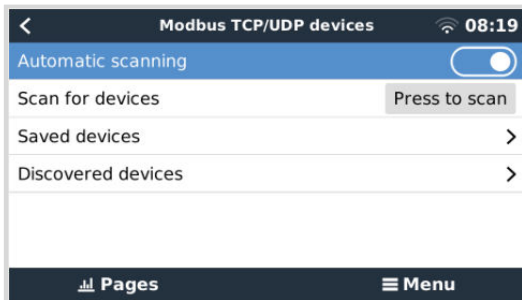 Modbus TCP/UDP devices 08:19
Automatic scanning
Scan for devices Press to scan
Saved devices
Discovered devices
Pages Menu